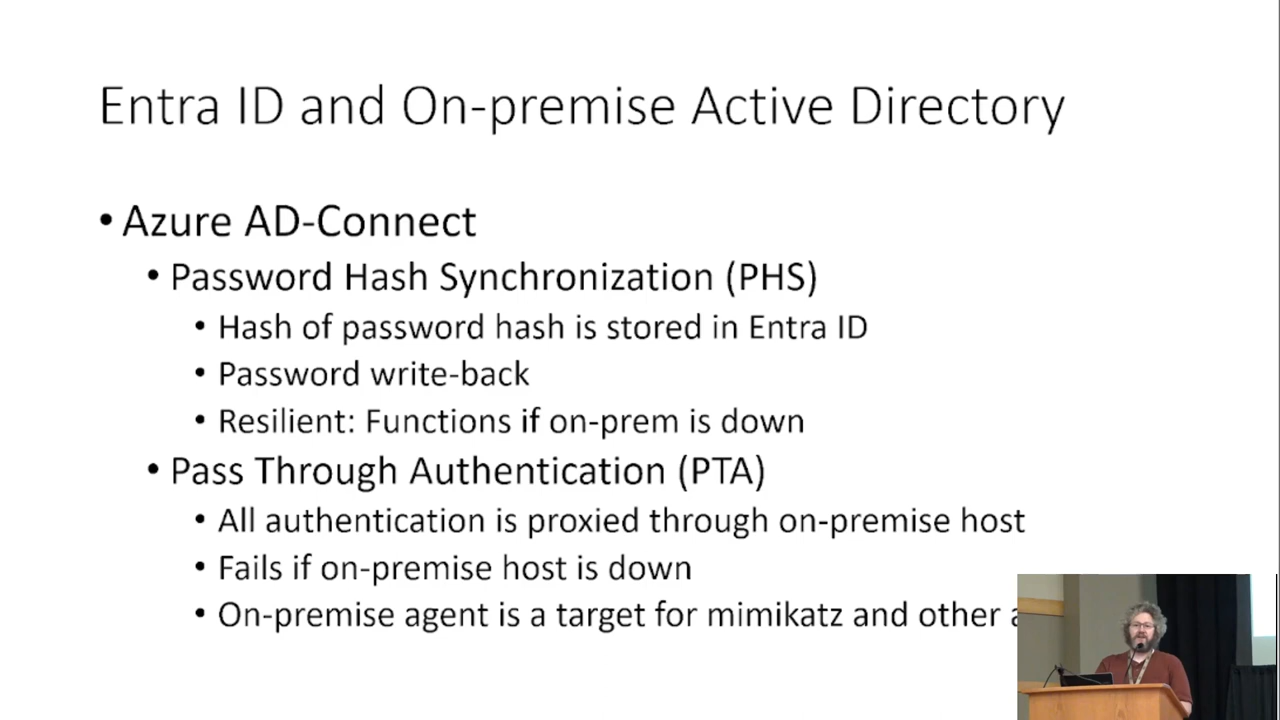 Entra ID and On-premise Active Directory
• Azure AD-Connect
• Password Hash Synchronization (PHS)
• Hash of password hash is stored in Entra ID
• Password write-back
• Resilient: Functions if on-prem is down
• Pass Through Authentication (PTA)
• All authentication is proxied through on-premise host
• Fails if on-premise host is down
• On-premise agent is a target for mimikatz and other